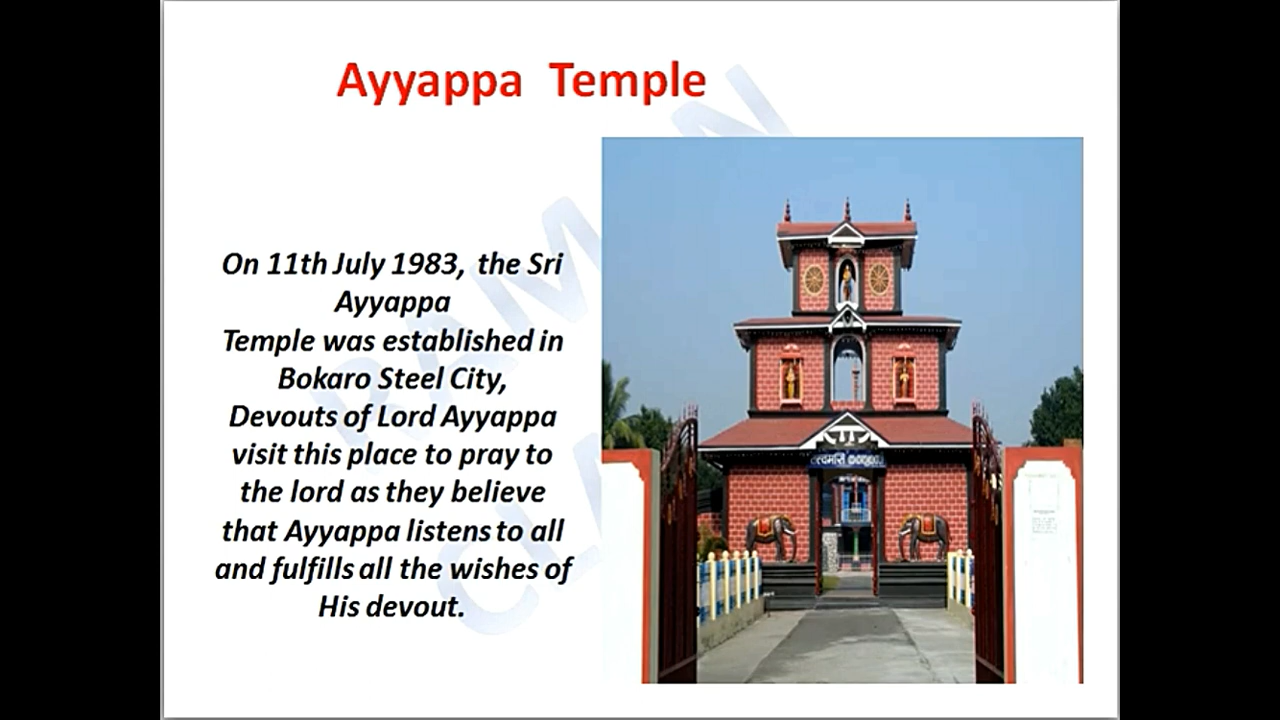 Ayyappa Temple
On 11th July 1983, the Sri
Ayyappa
Temple was established in
Bokaro Steel City,
Devouts of Lord Ayyappa
visit this place to pray to
the lord as they believe
that Ayyappa listens to all
and fulfills all the wishes of
His devout.